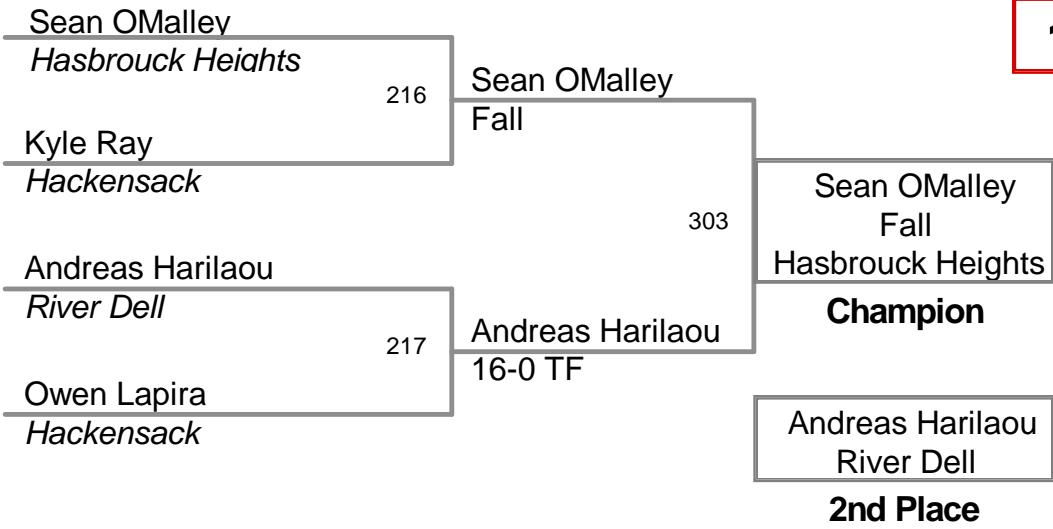 Sean OMalley
Hasbrouck Heights
216
Kyle Ray
Hackensack
Sean OMalley
Fall
Andreas Harilaou
River Dell
217
Owen Lapira
Hackensack
Andreas Harilaou
16-0 TF
303
Sean OMalley
Fall
Hasbrouck Heights
Champion
Andreas Harilaou
River Dell
2nd Place